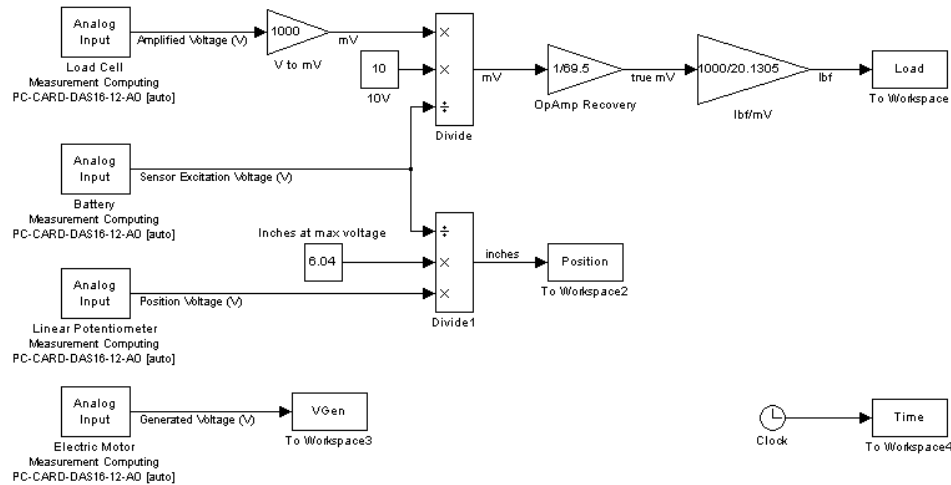 Analog
Input
Amplified Voltage (V)
Load Cell
Measurement Computing
PC-CARD-DAS16-12-AO [auto]
1000
V to mV
mV
10
10V
×
×
÷
Divide
mV
1/69.5
OpAmp Recovery
true mV
1000/20.1305
lbf/mV
lbf
Load
To Workspace
Analog
Input
Sensor Excitation Voltage (V)
Battery
Measurement Computing
PC-CARD-DAS16-12-AO [auto]
Inches at max voltage
6.04
÷
×
×
Divide1
inches
Position
To Workspace2
Analog
Input
Position Voltage (V)
Linear Potentiometer
Measurement Computing
PC-CARD-DAS16-12-AO [auto]
Analog
Input
Generated Voltage (V)
Electric Motor
Measurement Computing
PC-CARD-DAS16-12-AO [auto]
VGen
To Workspace3
Clock
Time
To Workspace4